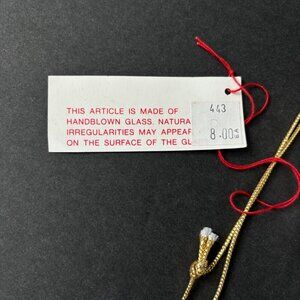 THIS ARTICLE IS MADE OF
HANDBLOWN GLASS. NATURA
IRREGULARITIES MAY APPEAR
ON THE SURFACE OF THE GL
443
8.00